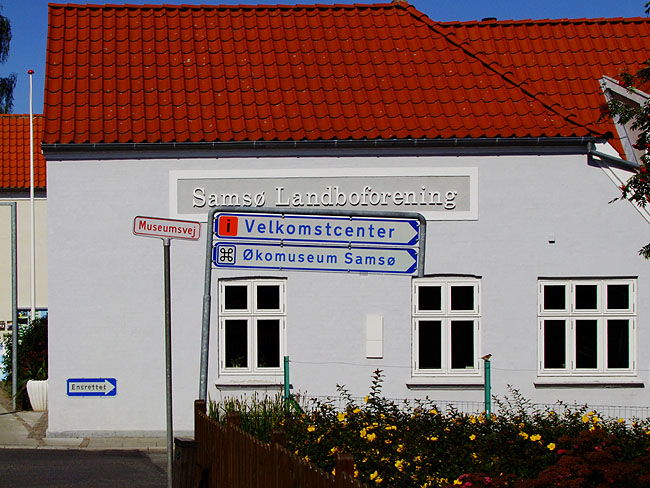 Samsø Landboforening
Museumsvej
i Velkomstcenter
Økomuseum Samsø
Ensrettet